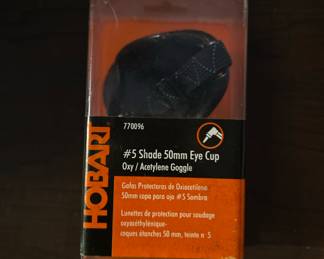 HOBART
770096
#5 Shade 50mm Eye Cup
Oxy / Acetylene Goggle
Gafas Protectoras de Oxiacetileno
50mm copa para ojo #5 Sombra
Lunettes de protection pour soudage
oxyacéthylénique-
coques étanches 50 mm, teinte n° 5